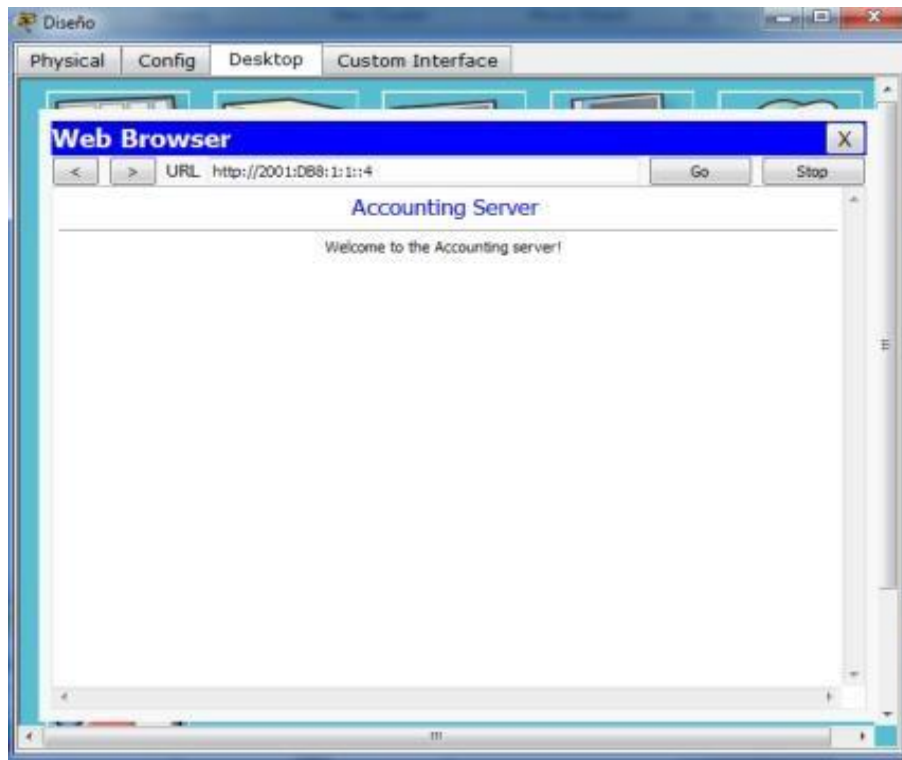 Diseño
Physical Config Desktop Custom Interface
Web Browser X
< > URL http://2001:DB8:1:1::4 Go Stop
Accounting Server
Welcome to the Accounting server!